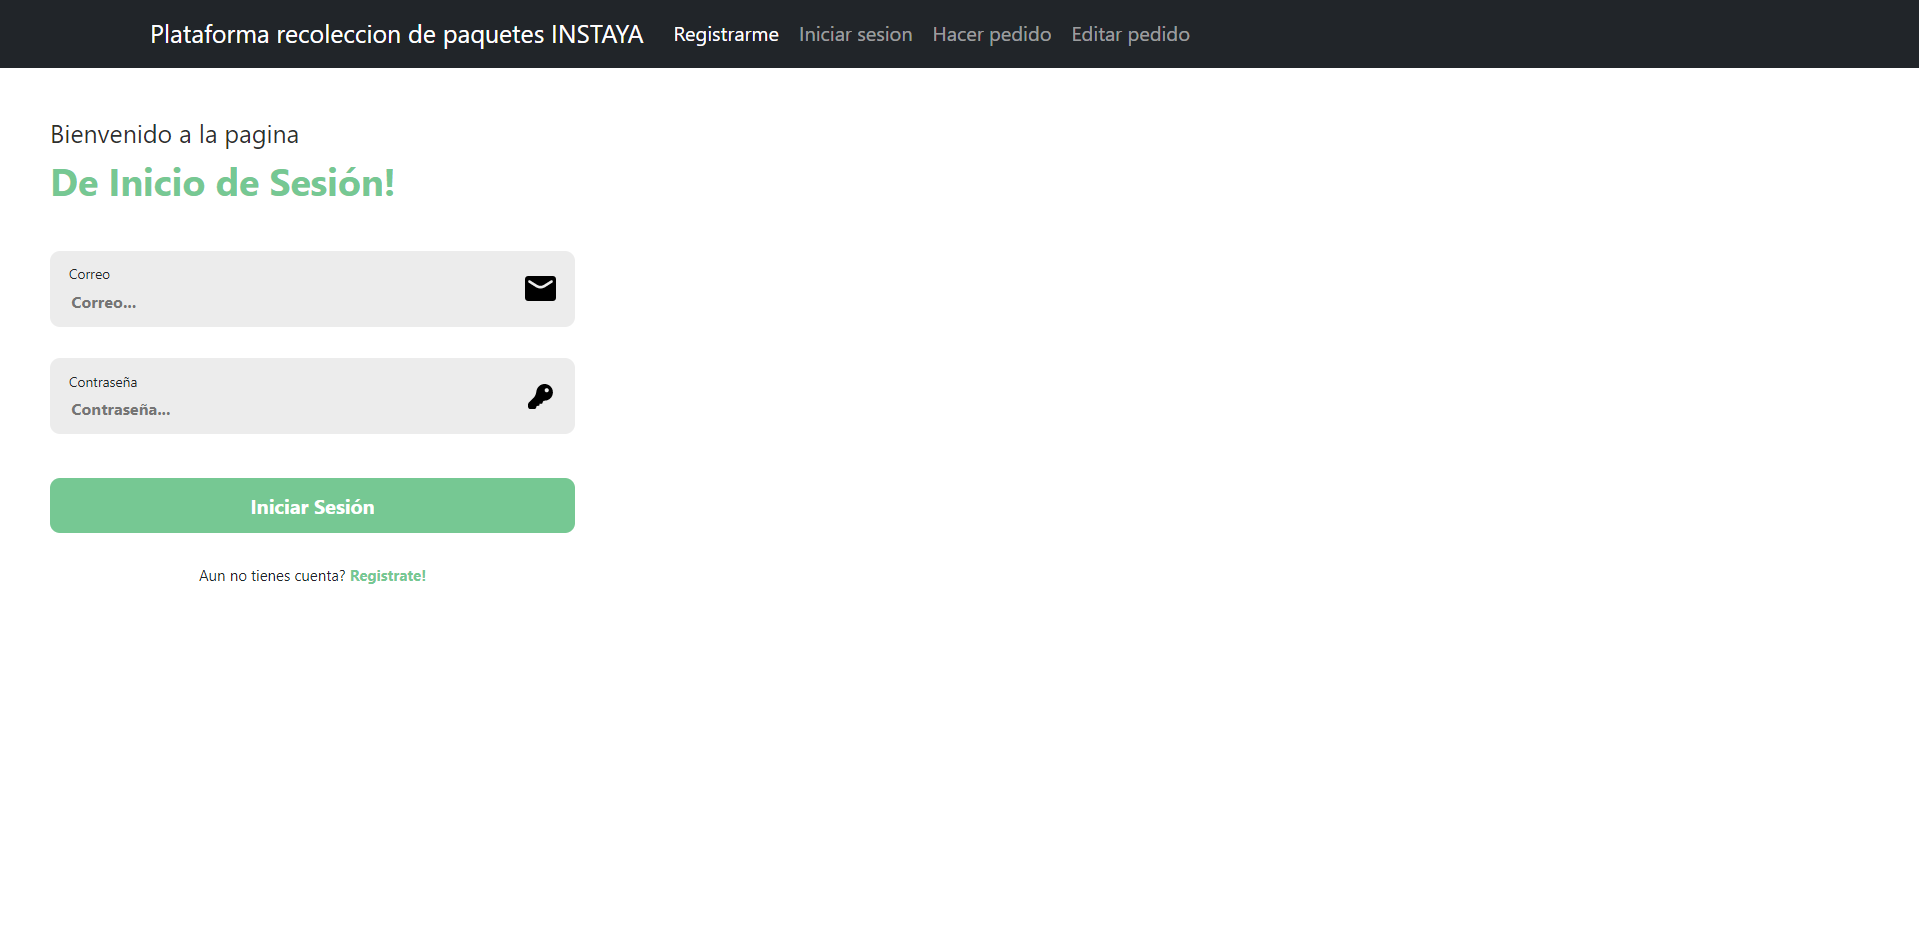 Plataforma recoleccion de paquetes INSTAYA Registrarme Iniciar sesion Hacer pedido Editar pedido
Bienvenido a la pagina
De Inicio de Sesión!
Correo
Correo...
Contraseña
Contraseña...
Iniciar Sesión
Aun no tienes cuenta? Registrate!